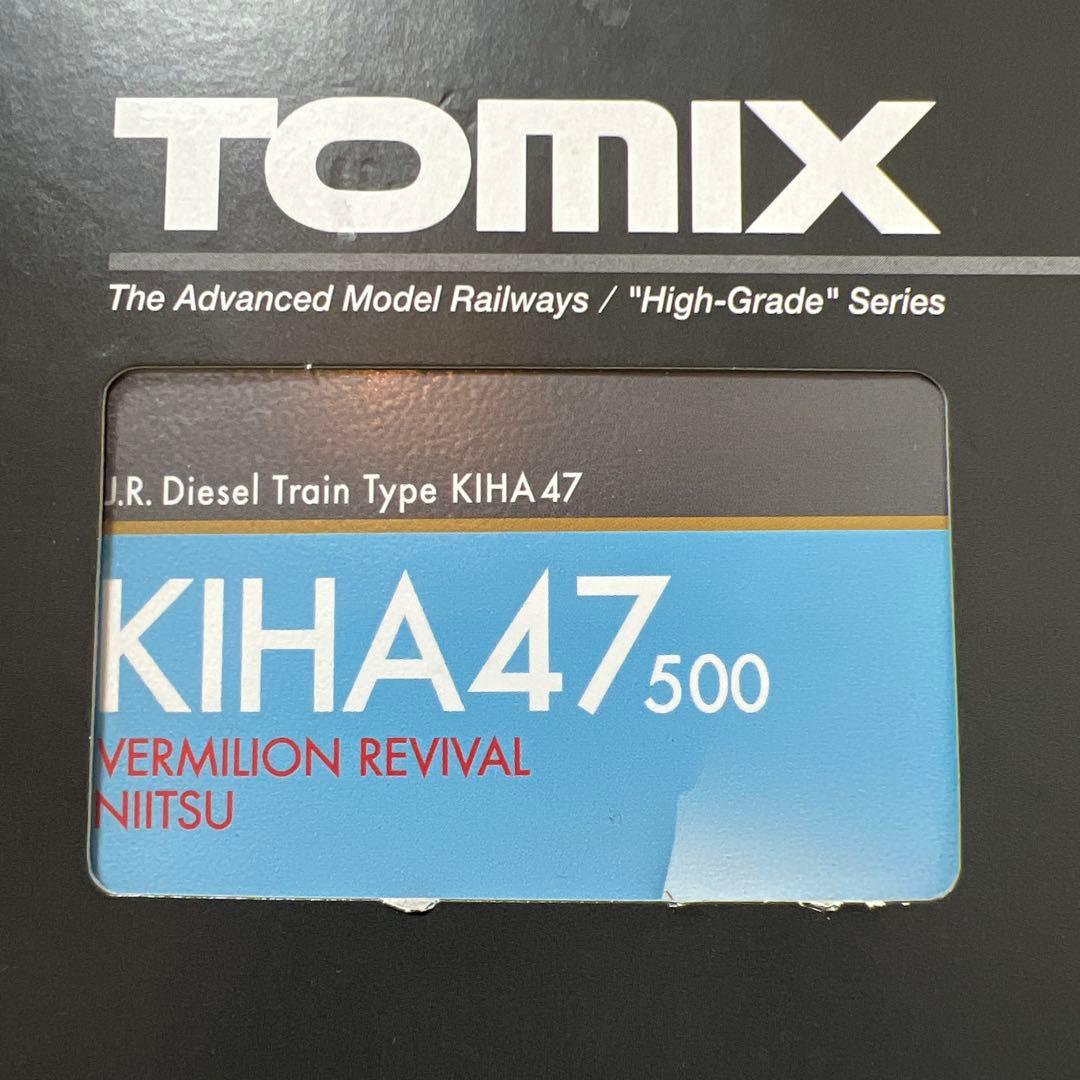 TOMIX
The Advanced Model Railways / "High-Grade" Series
J.R. Diesel Train Type KIHA 47
KIHA47 500
VERMILION REVIVAL
NIITSU